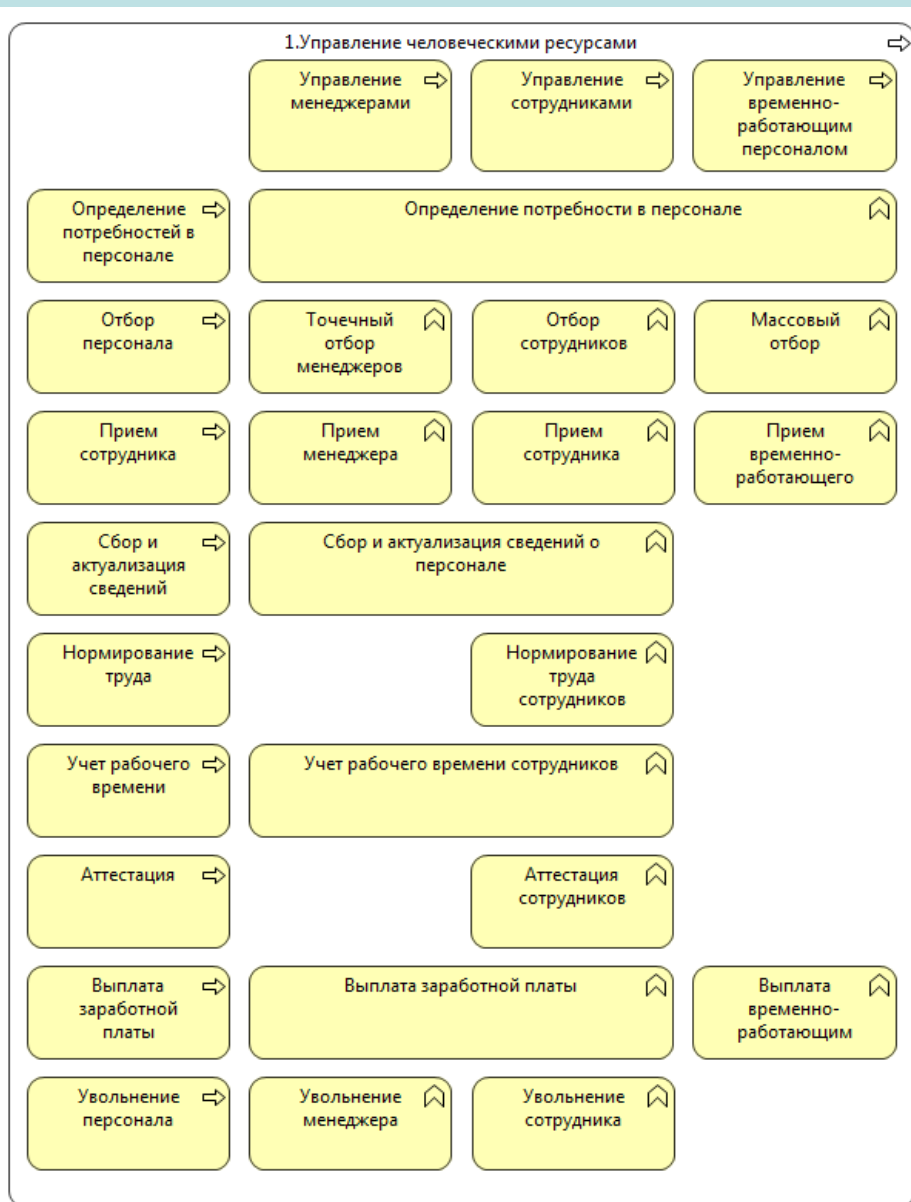 1.Управление человеческими ресурсами
Управление
менеджерами
Управление
сотрудниками
Управление
временно-
работающим
персоналом
Определение
потребностей в
персонале
Определение потребности в персонале
Отбор
персонала
Точечный
отбор
менеджеров
Отбор
сотрудников
Массовый
отбор
Прием
сотрудника
Прием
менеджера
Прием
сотрудника
Прием
временно-
работающего
Сбор и
актуализация
сведений
Сбор и актуализация сведений о
персонале
Нормирование
труда
Нормирование
труда
сотрудников
Учет рабочего
времени
Учет рабочего времени сотрудников
Аттестация
Аттестация
сотрудников
Выплата
заработной
платы
Выплата заработной платы
Выплата
временно-
работающим
Увольнение
персонала
Увольнение
менеджера
Увольнение
сотрудника